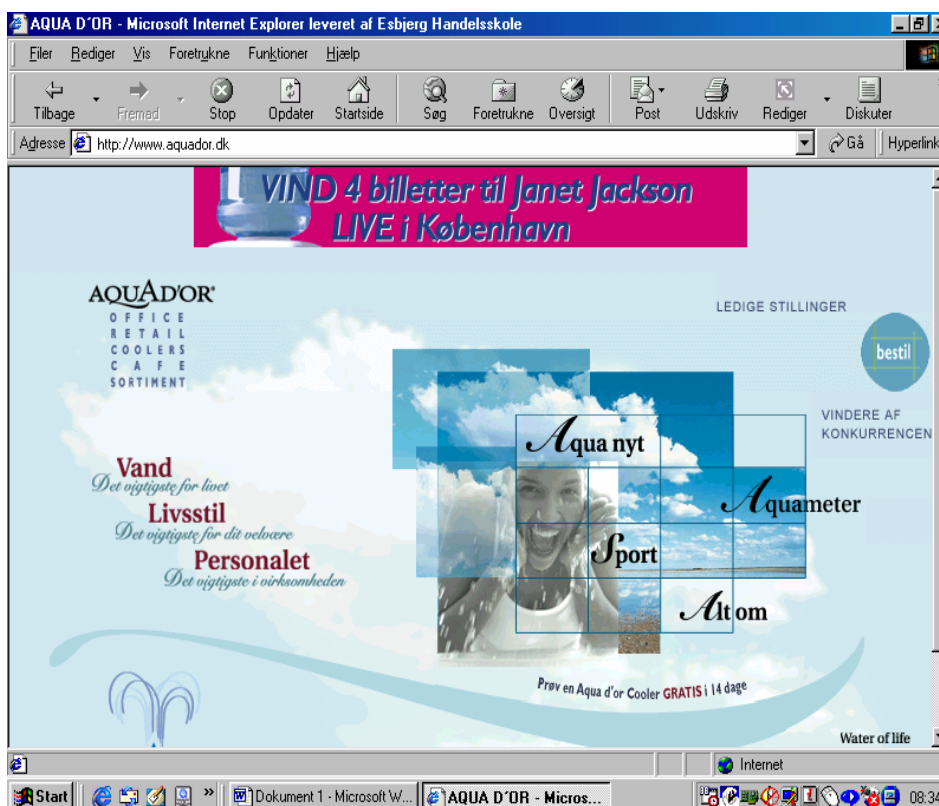 AQUA D´OR - Microsoft Internet Explorer leveret af Esbjerg Handelsskole
Filer Rediger Vis Foretrukne Funktioner Hjælp
Tilbage Fremad Stop Opdater Startside Søg Foretrukne Oversigt Post Udskriv Rediger Diskuter
Adresse http://www.aquador.dk Gå Hyperlink
VIND 4 billetter til Janet Jackson
LIVE i København
AQUAD'OR®
OFFICE
RETAIL
COOLERS
CAFE
SORTIMENT
LEDIGE STILLINGER
bestil
VINDERE AF
KONKURRENCEN
Aqua nyt
Aquameter
Sport
Alt om
Vand
Det vigtigste for livet
Livsstil
Det vigtigste for dit velvære
Personalet
Det vigtigste i virksomheden
Prøv en Aqua d'or Cooler GRATIS i 14 dage
Water of life
Internet
Start » Dokument 1 - Microsoft W... AQUA D´OR - Micros... 08:34